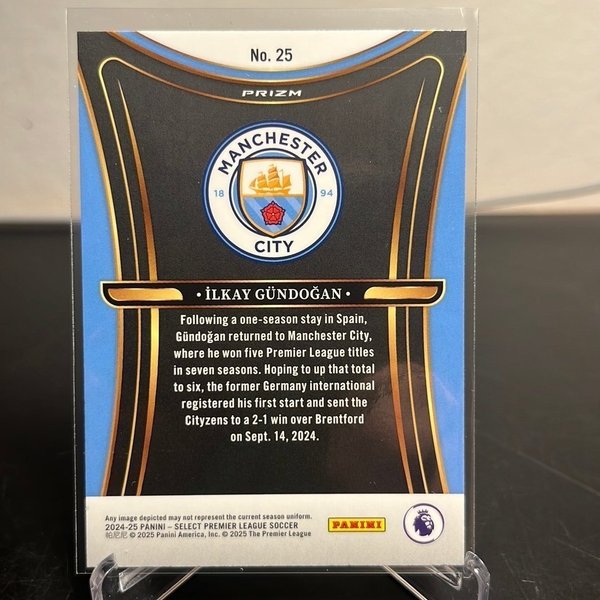 No. 25
PRIZM
MANCHESTER
18 94
CITY
· İLKAY GÜNDOĞAN ·
Following a one-season stay in Spain,
Gündoğan returned to Manchester City,
where he won five Premier League titles
in seven seasons. Hoping to up that total
to six, the former Germany international
registered his first start and sent the
Cityzens to a 2-1 win over Brentford
on Sept. 14, 2024.
Any image depicted may not represent the current season uniform.
2024-25 PANINI – SELECT PREMIER LEAGUE SOCCER
帕尼尼 © 2025 Panini America, Inc. © 2025 The Premier League
PANINI